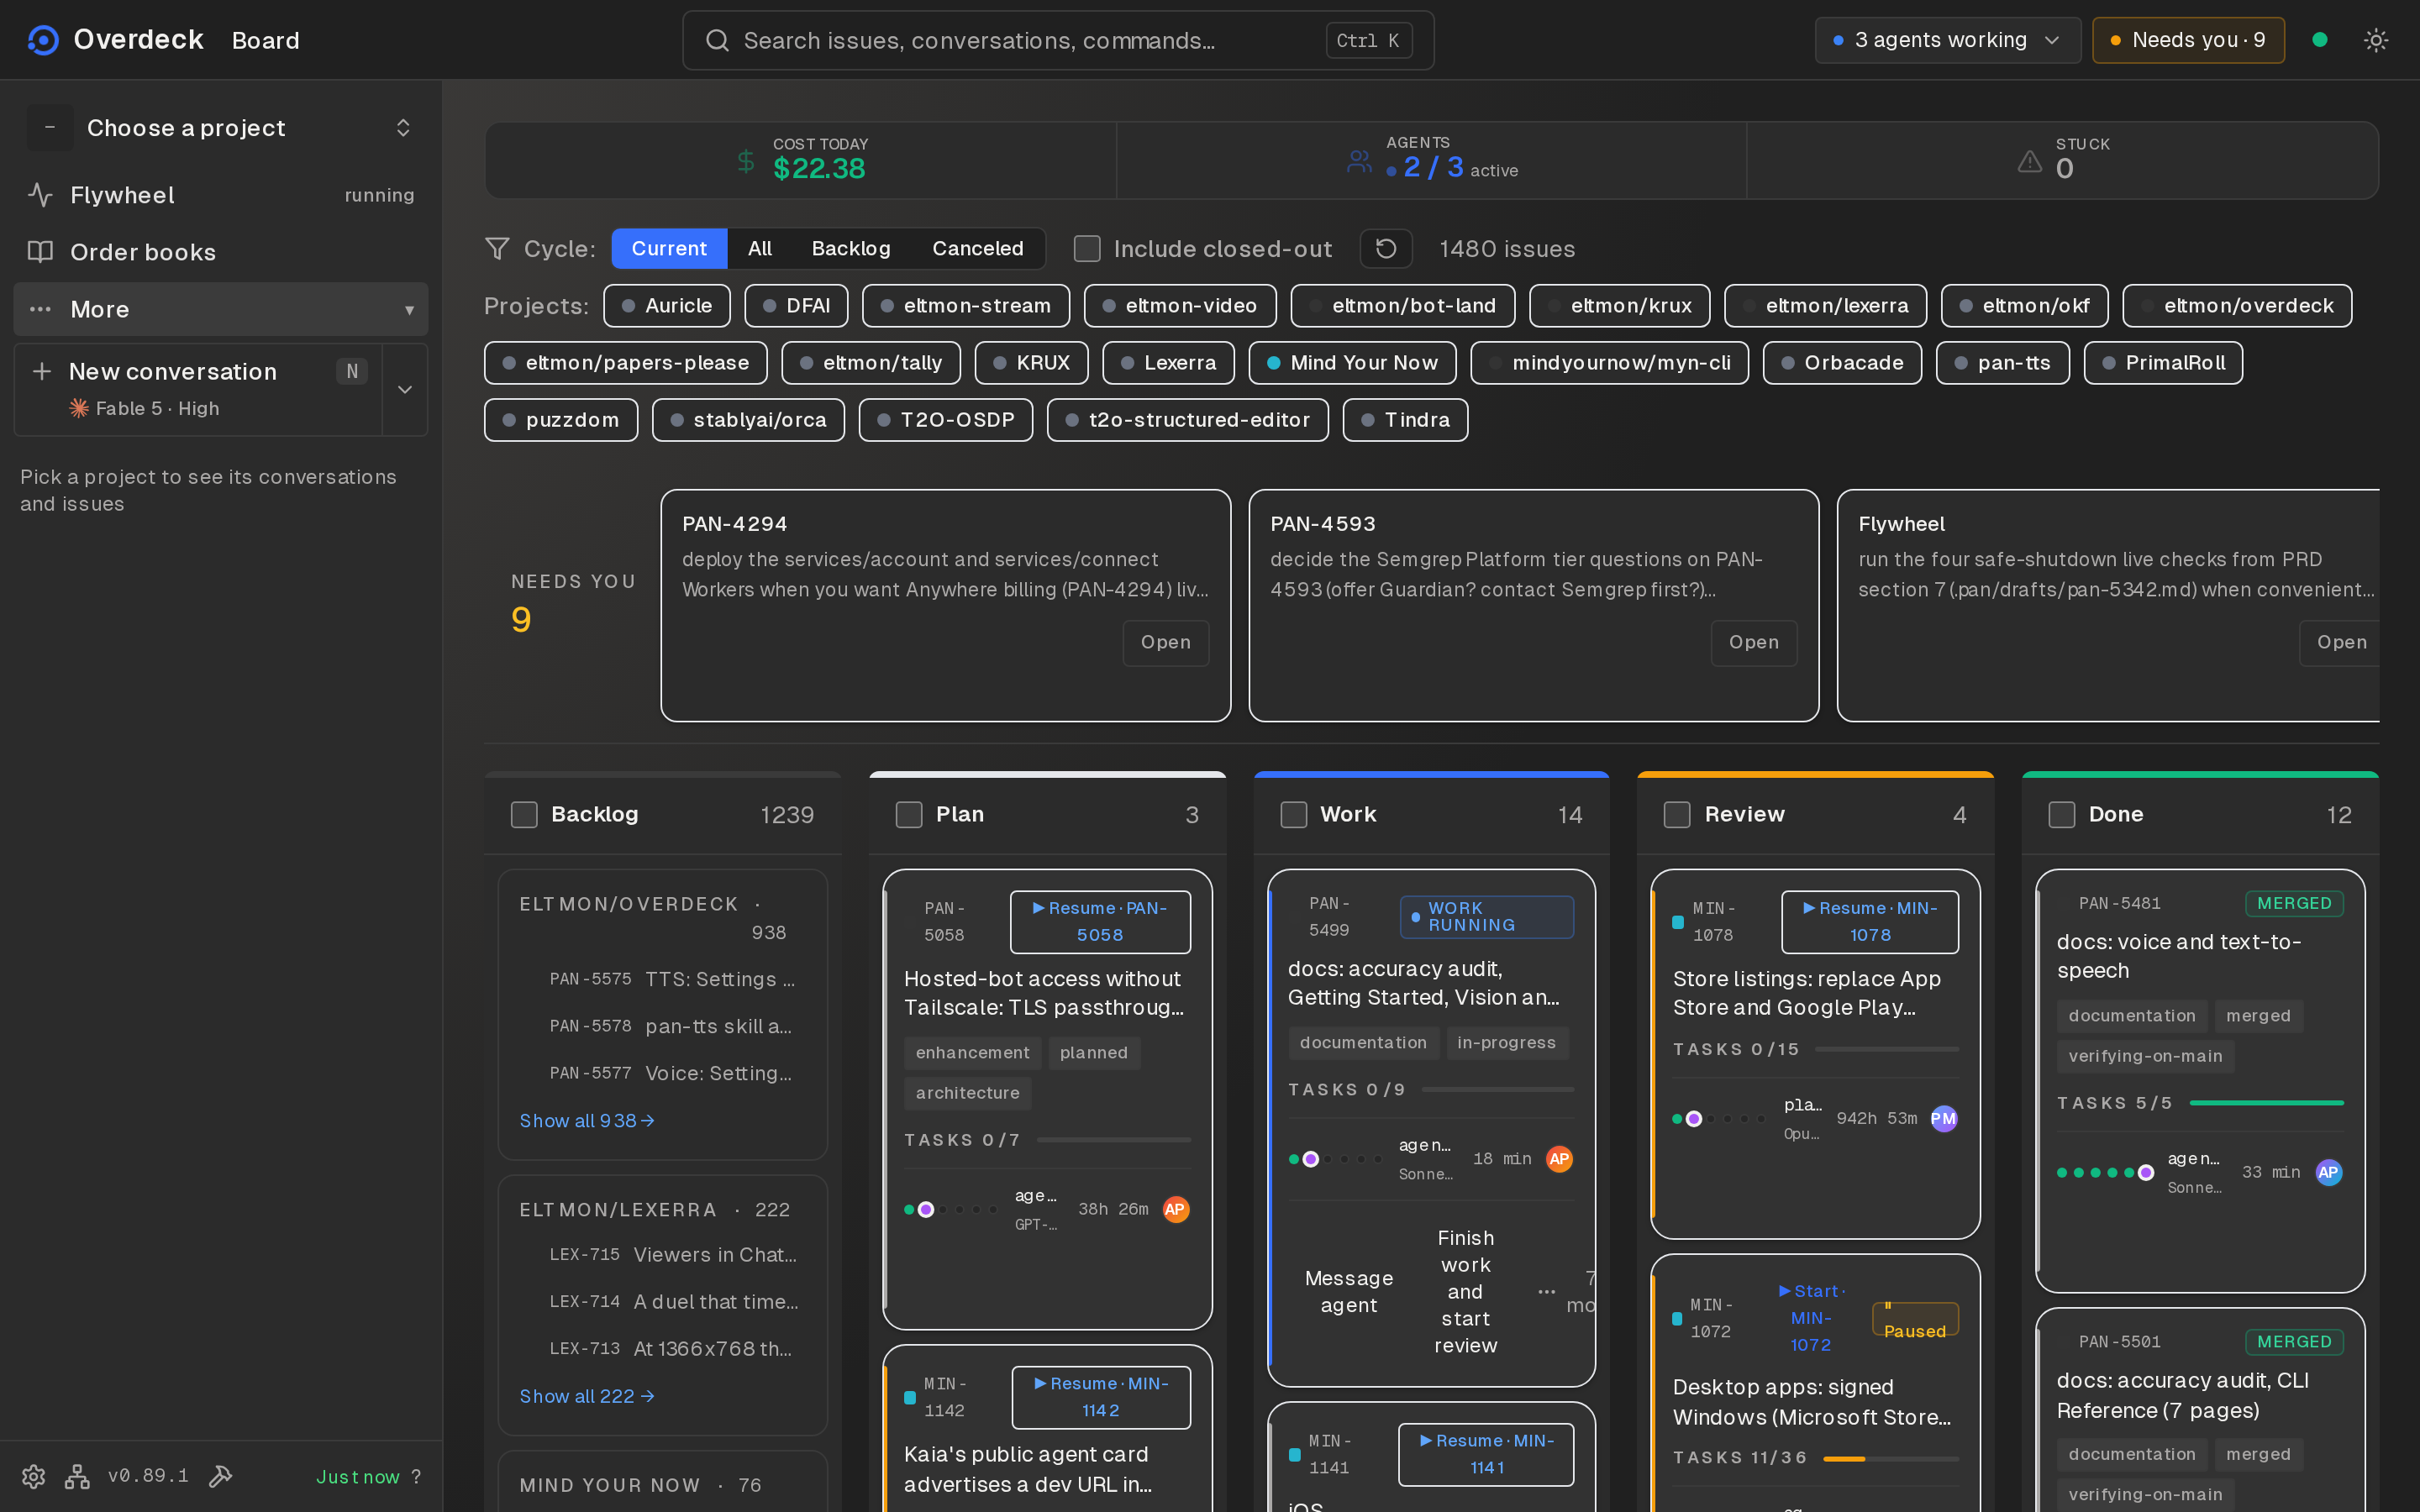 Overdeck Board
Search issues, conversations, commands... Ctrl K
3 agents working
Needs you · 9
Choose a project
Flywheel running
Order books
More
New conversation N
Fable 5 · High
Pick a project to see its conversations
and issues
v0.89.1 Just now ?
COST TODAY
$22.38
AGENTS
2 / 3 active
STUCK
0
Cycle: Current All Backlog Canceled Include closed-out 1480 issues
Projects: Auricle DFAI eltmon-stream eltmon-video eltmon/bot-land eltmon/krux eltmon/lexerra eltmon/okf eltmon/overdeck
eltmon/papers-please eltmon/tally KRUX Lexerra Mind Your Now mindyournow/myn-cli Orbacade pan-tts PrimalRoll
puzzdom stablyai/orca T2O-OSDP t2o-structured-editor Tindra
NEEDS YOU
9
PAN-4294
deploy the services/account and services/connect
Workers when you want Anywhere billing (PAN-4294) liv...
Open
PAN-4593
decide the Semgrep Platform tier questions on PAN-
4593 (offer Guardian? contact Semgrep first?)...
Open
Flywheel
run the four safe-shutdown live checks from PRD
section 7 (.pan/drafts/pan-5342.md) when convenient...
Open
Backlog 1239
ELTMON/OVERDECK ·
938
PAN-5575 TTS: Settings ...
PAN-5578 pan-tts skill a...
PAN-5577 Voice: Setting...
Show all 938 →
ELTMON/LEXERRA · 222
LEX-715 Viewers in Chat...
LEX-714 A duel that time...
LEX-713 At 1366x768 th...
Show all 222 →
MIND YOUR NOW · 76
Plan 3
PAN-
5058
▶ Resume · PAN-
5058
Hosted-bot access without
Tailscale: TLS passthroug...
enhancement planned
architecture
TASKS 0/7
age...
GPT-...
38h 26m AP
MIN-
1142
▶ Resume · MIN-
1142
Kaia's public agent card
advertises a dev URL in...
Work 14
PAN-
5499
WORK
RUNNING
docs: accuracy audit,
Getting Started, Vision an...
documentation in-progress
TASKS 0/9
agen...
Sonne...
18 min AP
Message
agent
Finish
work
and
start
review
···
7
mo
MIN-
1141
▶ Resume · MIN-
1141
iOS
Review 4
MIN-
1078
▶ Resume · MIN-
1078
Store listings: replace App
Store and Google Play...
TASKS 0/15
pla...
Opu...
942h 53m PM
MIN-
1072
▶ Start ·
MIN-
1072
Paused
Desktop apps: signed
Windows (Microsoft Store...
TASKS 11/36
Done 12
PAN-5481 MERGED
docs: voice and text-to-
speech
documentation merged
verifying-on-main
TASKS 5/5
agen...
Sonne...
33 min AP
PAN-5501 MERGED
docs: accuracy audit, CLI
Reference (7 pages)
documentation merged
verifying-on-main